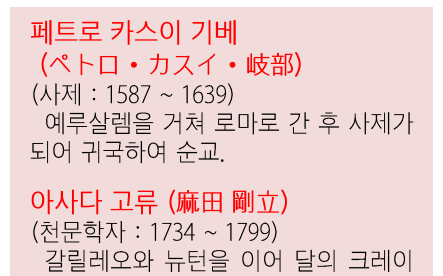 페트로 카스이 기베
(ペトロ・カスイ・岐部)
(사제 : 1587 ~ 1639)
예루살렘을 거쳐 로마로 간 후 사제가
되어 귀국하여 순교.
아사다 고류 (麻田 剛立)
(천문학자 : 1734 ~ 1799)
갈릴레오와 뉴턴을 이어 달의 크레이